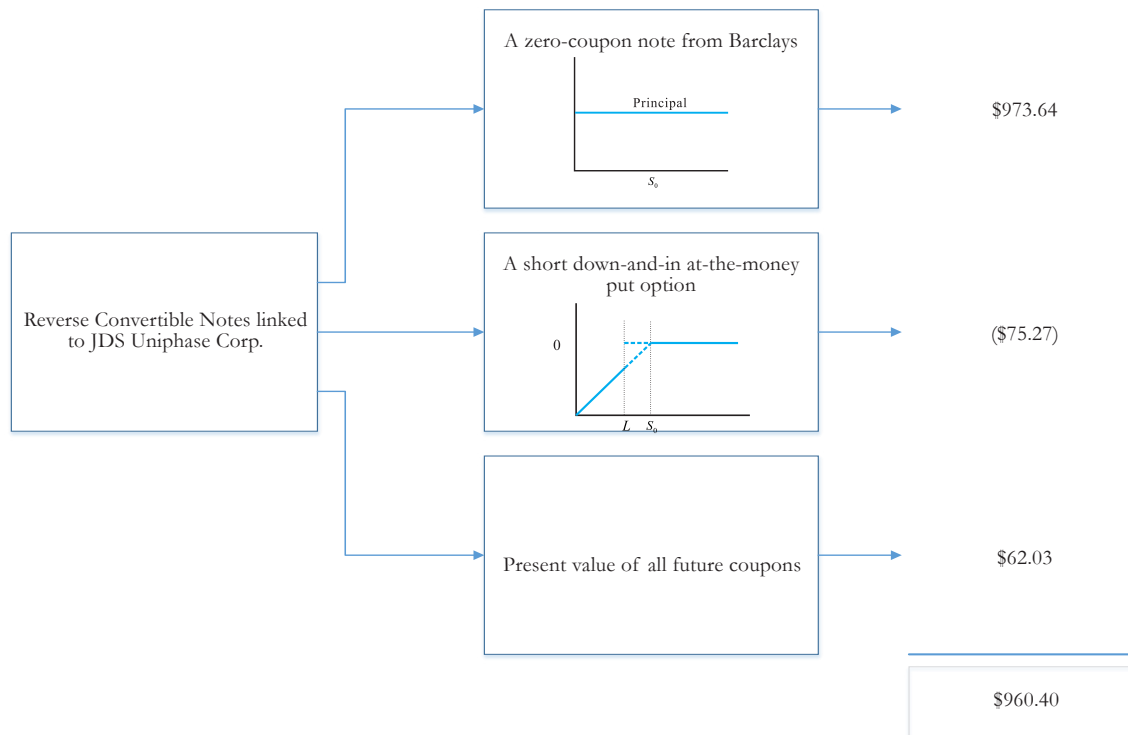 A zero-coupon note from Barclays
Principal
S₀
$973.64
Reverse Convertible Notes linked
to JDS Uniphase Corp.
A short down-and-in at-the-money
put option
0
L S₀
($75.27)
Present value of all future coupons
$62.03
$960.40